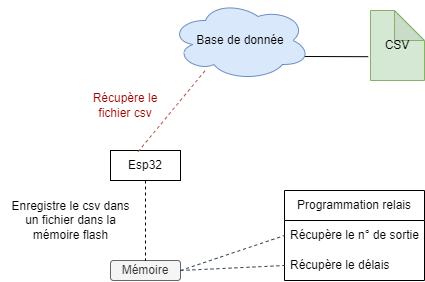 Base de donnée
CSV
Récupère le
fichier csv
Esp32
Enregistre le csv dans
un fichier dans la
mémoire flash
Programmation relais
Récupère le n° de sortie
Récupère le délais
Mémoire